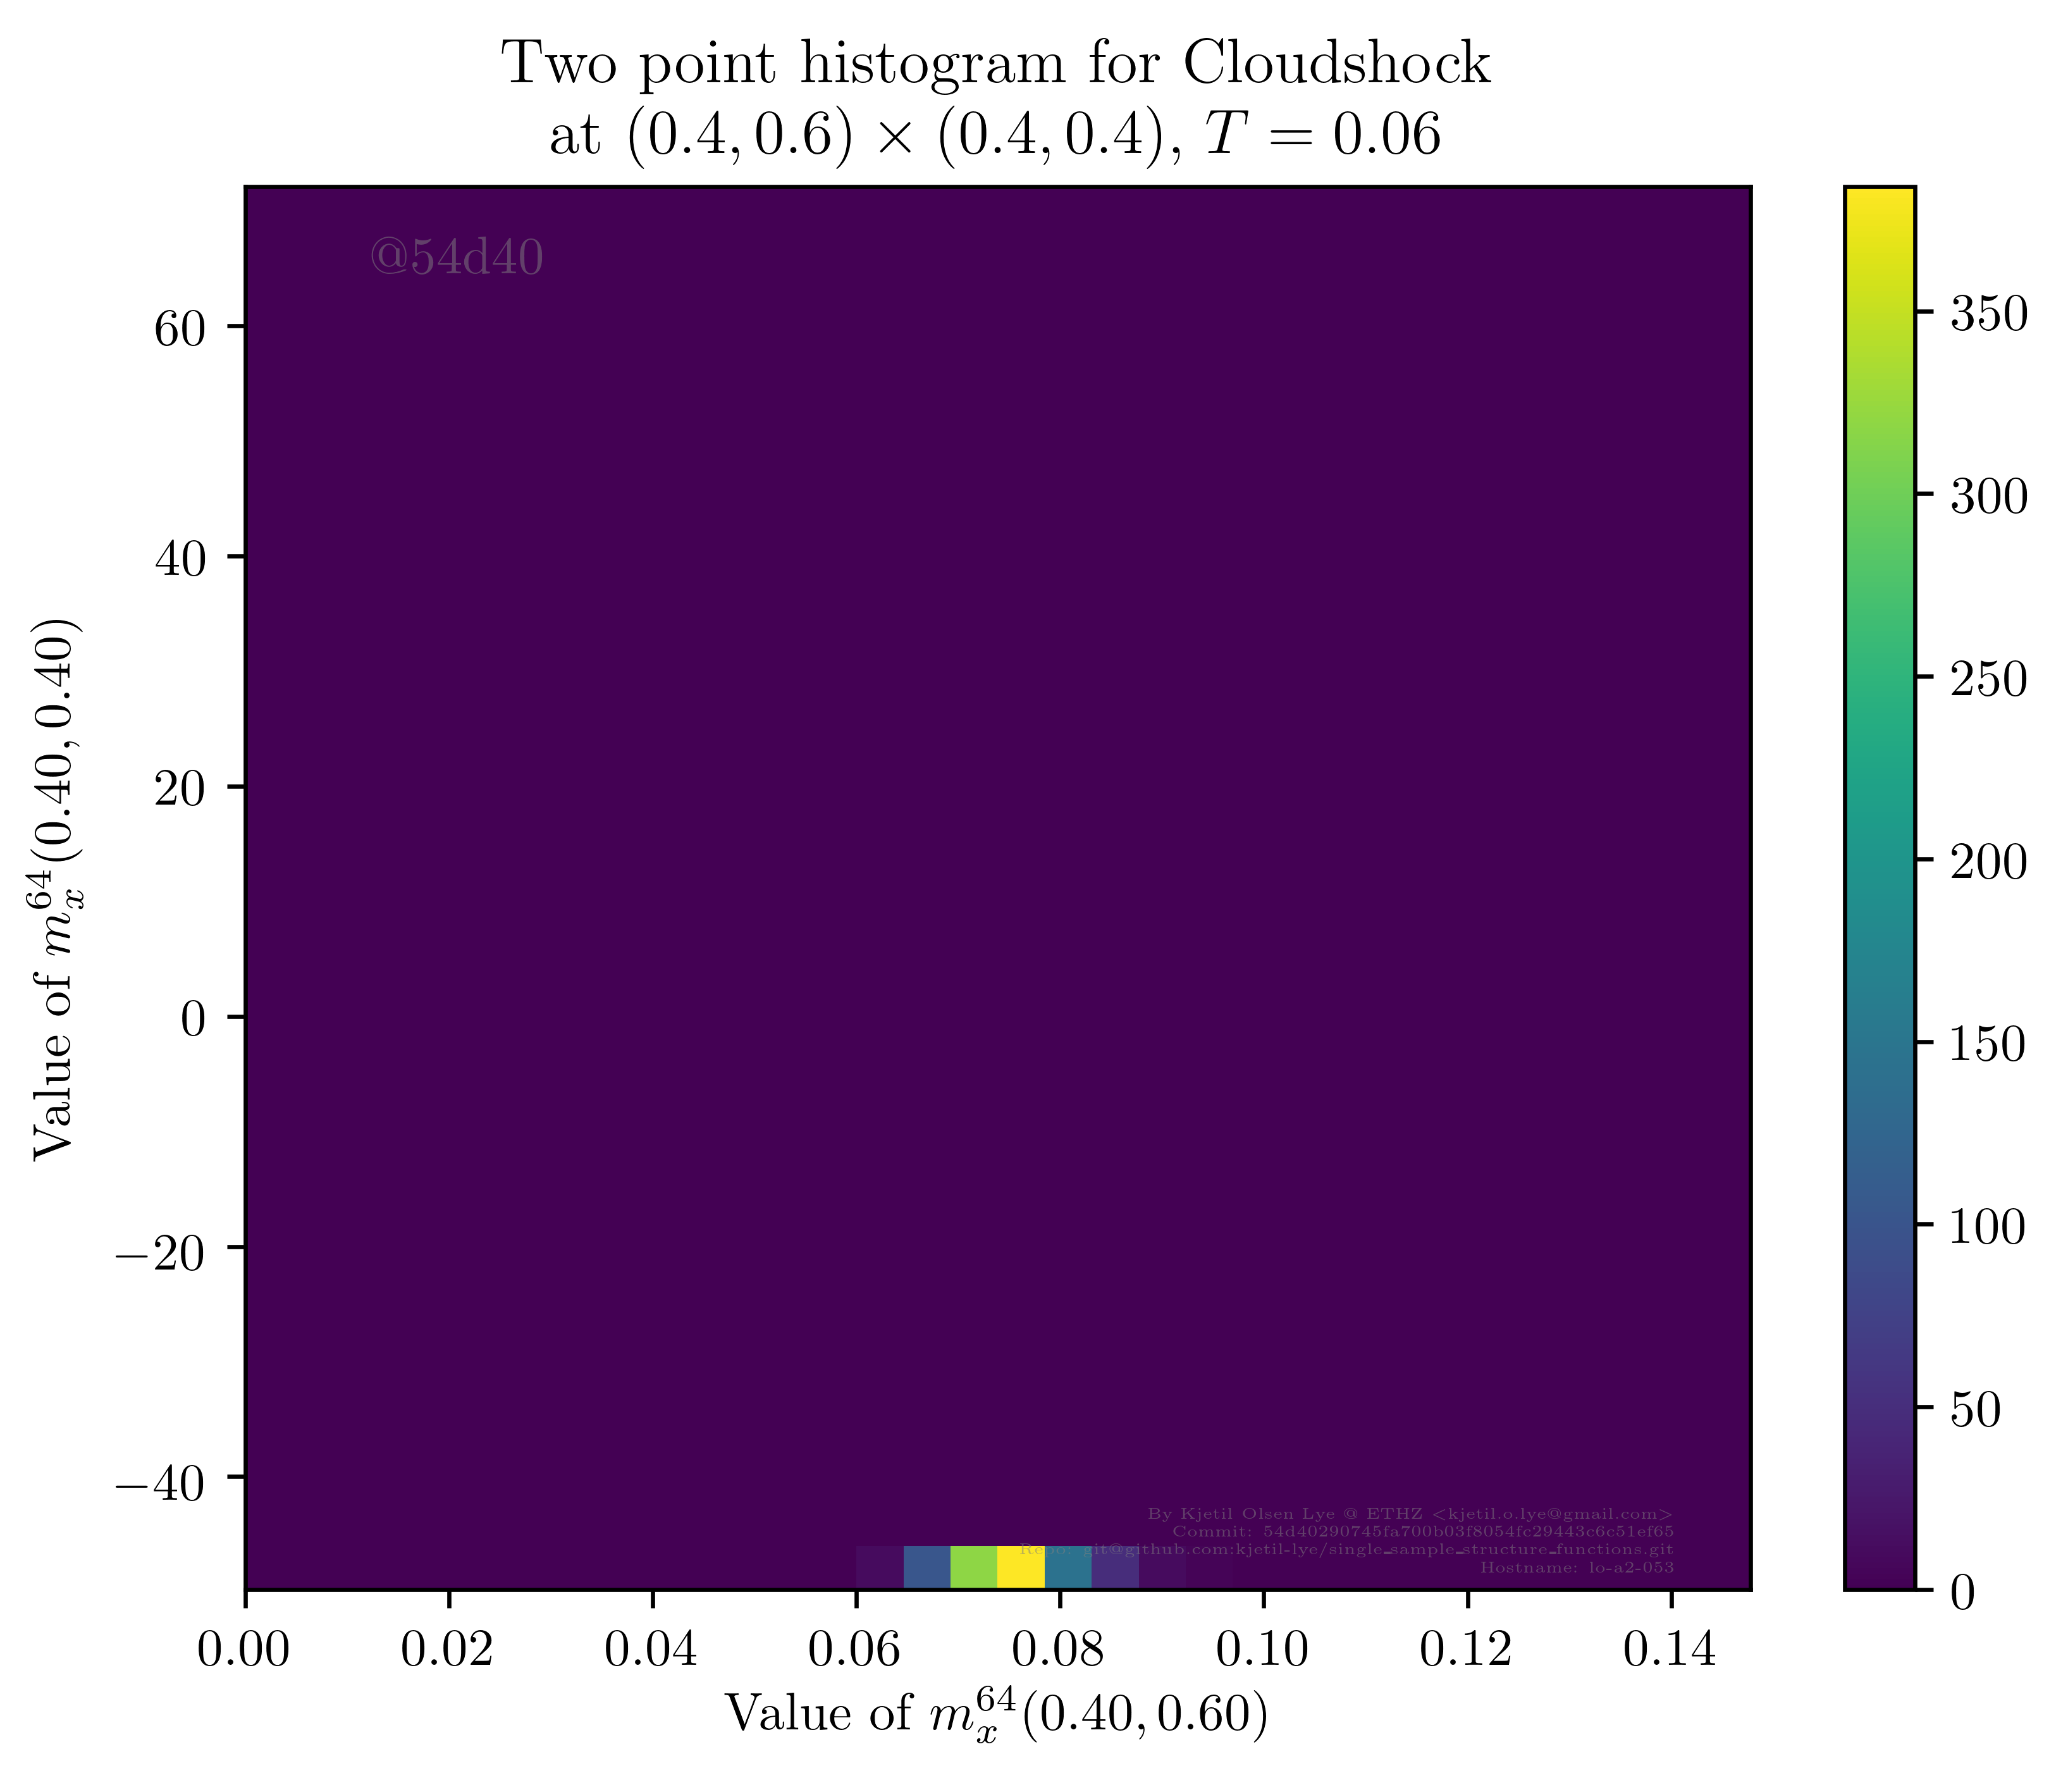 Two point histogram for Cloudshock
at (0.4, 0.6) × (0.4, 0.4), T = 0.06
@54d40
60
40
20
0
−20
−40
Value of m_x^64(0.40, 0.40)
By Kjetil Olsen Lye @ ETHZ <kjetil.o.lye@gmail.com>
Commit: 54d40290745fa700b03f8054fc29443c6c51ef65
Repo: git@github.com:kjetil-lye/single_sample_structure_functions.git
Hostname: lo-a2-053
0.00 0.02 0.04 0.06 0.08 0.10 0.12 0.14
Value of m_x^64(0.40, 0.60)
350
300
250
200
150
100
50
0